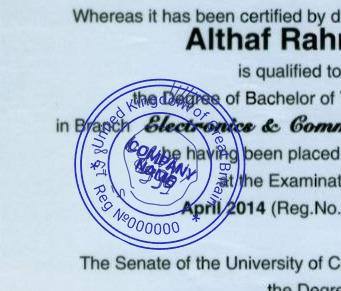 Whereas it has been certified by d
Althaf Rahm
is qualified to
the Degree of Bachelor of T
in Branch Electronics & Comm
he having been placed
at the Examinat
April 2014 (Reg.No.
The Senate of the University of C
the Degre
United Kingdom of Great Britain
Reg №000000
COMPANY
NAME